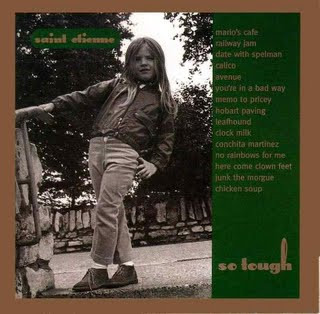 saint etienne
mario's cafe
railway jam
date with spelman
calico
avenue
you're in a bad way
memo to pricey
hobart paving
leafhound
clock milk
conchita martinez
no rainbows for me
here come clown feet
junk the morgue
chicken soup
so tough